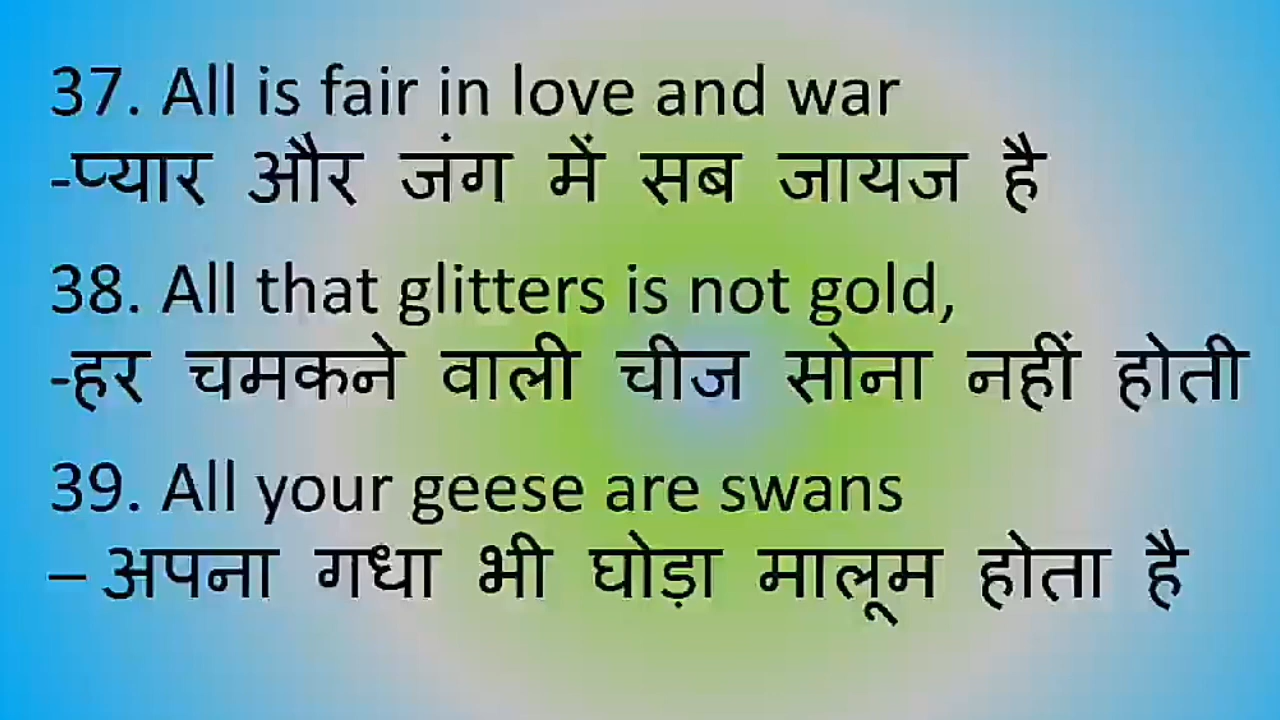 37. All is fair in love and war
-प्यार और जंग में सब जायज है
38. All that glitters is not gold,
-हर चमकने वाली चीज सोना नहीं होती
39. All your geese are swans
– अपना गधा भी घोड़ा मालूम होता है